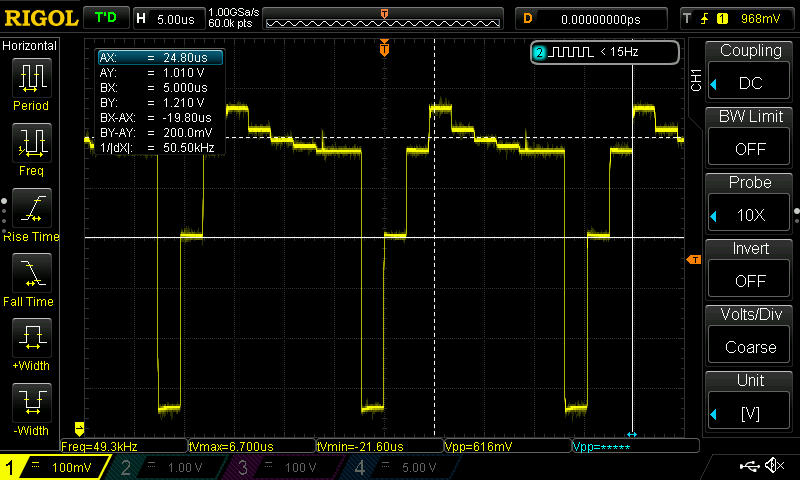 RIGOL T'D H 5.00us 1.00GSa/s 60.0k pts T D 0.00000000ps T 1 968mV
Horizontal
Period
Freq
Rise Time
Fall Time
+Width
-Width
AX: = 24.80us
AY: = 1.010 V
BX: = 5.000us
BY: = 1.210 V
BX-AX: = -19.80us
BY-AY: = 200.0mV
1/|dX|: = 50.50kHz
T
2 < 15Hz
T
CH1
Coupling
DC
BW Limit
OFF
Probe
10X
Invert
OFF
Volts/Div
Coarse
Unit
[V]
Freq=49.3kHz tVmax=6.700us tVmin=-21.60us Vpp=616mV Vpp=*****
1 = 100mV 2 = 1.00 V 3 = 100 V 4 = 5.00 V